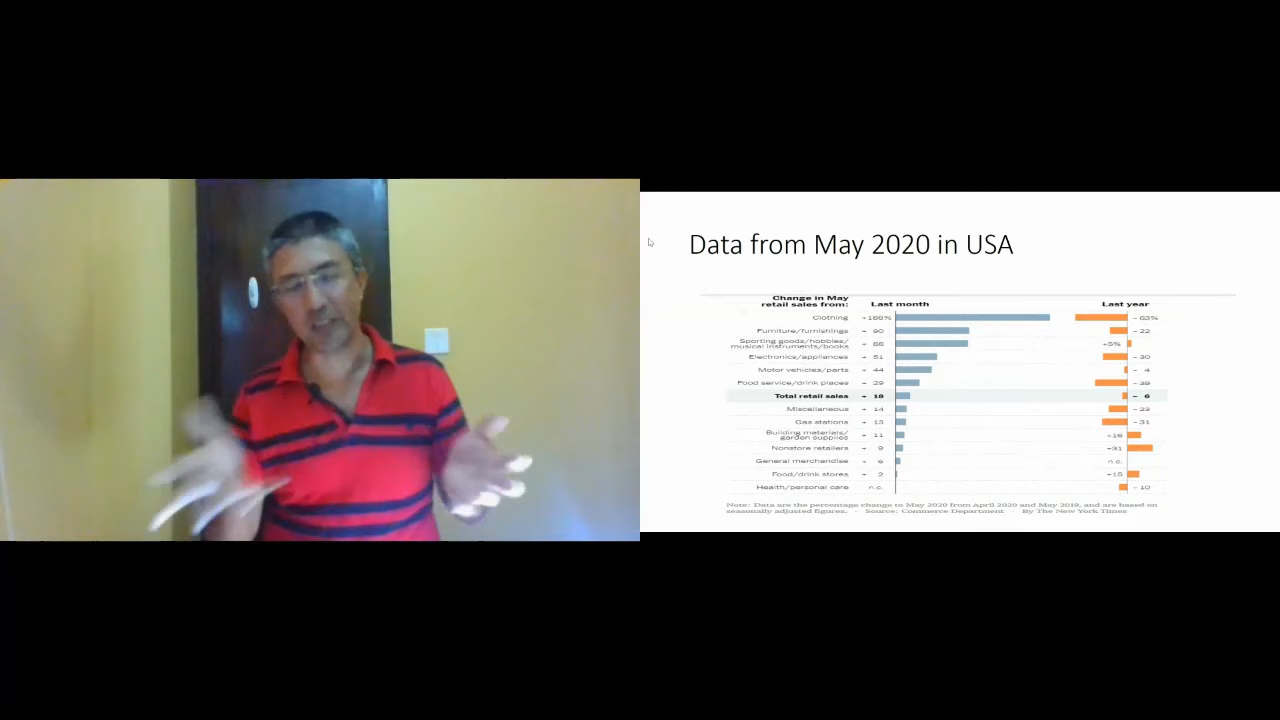 Data from May 2020 in USA
Change in May
retail sales from: Last month Last year
Clothing +188% – 63%
Furniture/furnishings + 90 – 22
Sporting goods/hobbies/
musical instruments/books + 88 +5%
Electronics/appliances + 51 – 30
Motor vehicles/parts + 44 – 4
Food service/drink places + 29 – 39
Total retail sales + 18 – 6
Miscellaneous + 14 – 23
Gas stations + 13 – 31
Building materials/
garden supplies + 11 +16
Nonstore retailers + 9 +31
General merchandise + 6 n.c.
Food/drink stores + 2 +15
Health/personal care n.c. – 10
Note: Data are the percentage change to May 2020 from April 2020 and May 2019, and are based on
seasonally adjusted figures. · Source: Commerce Department · By The New York Times